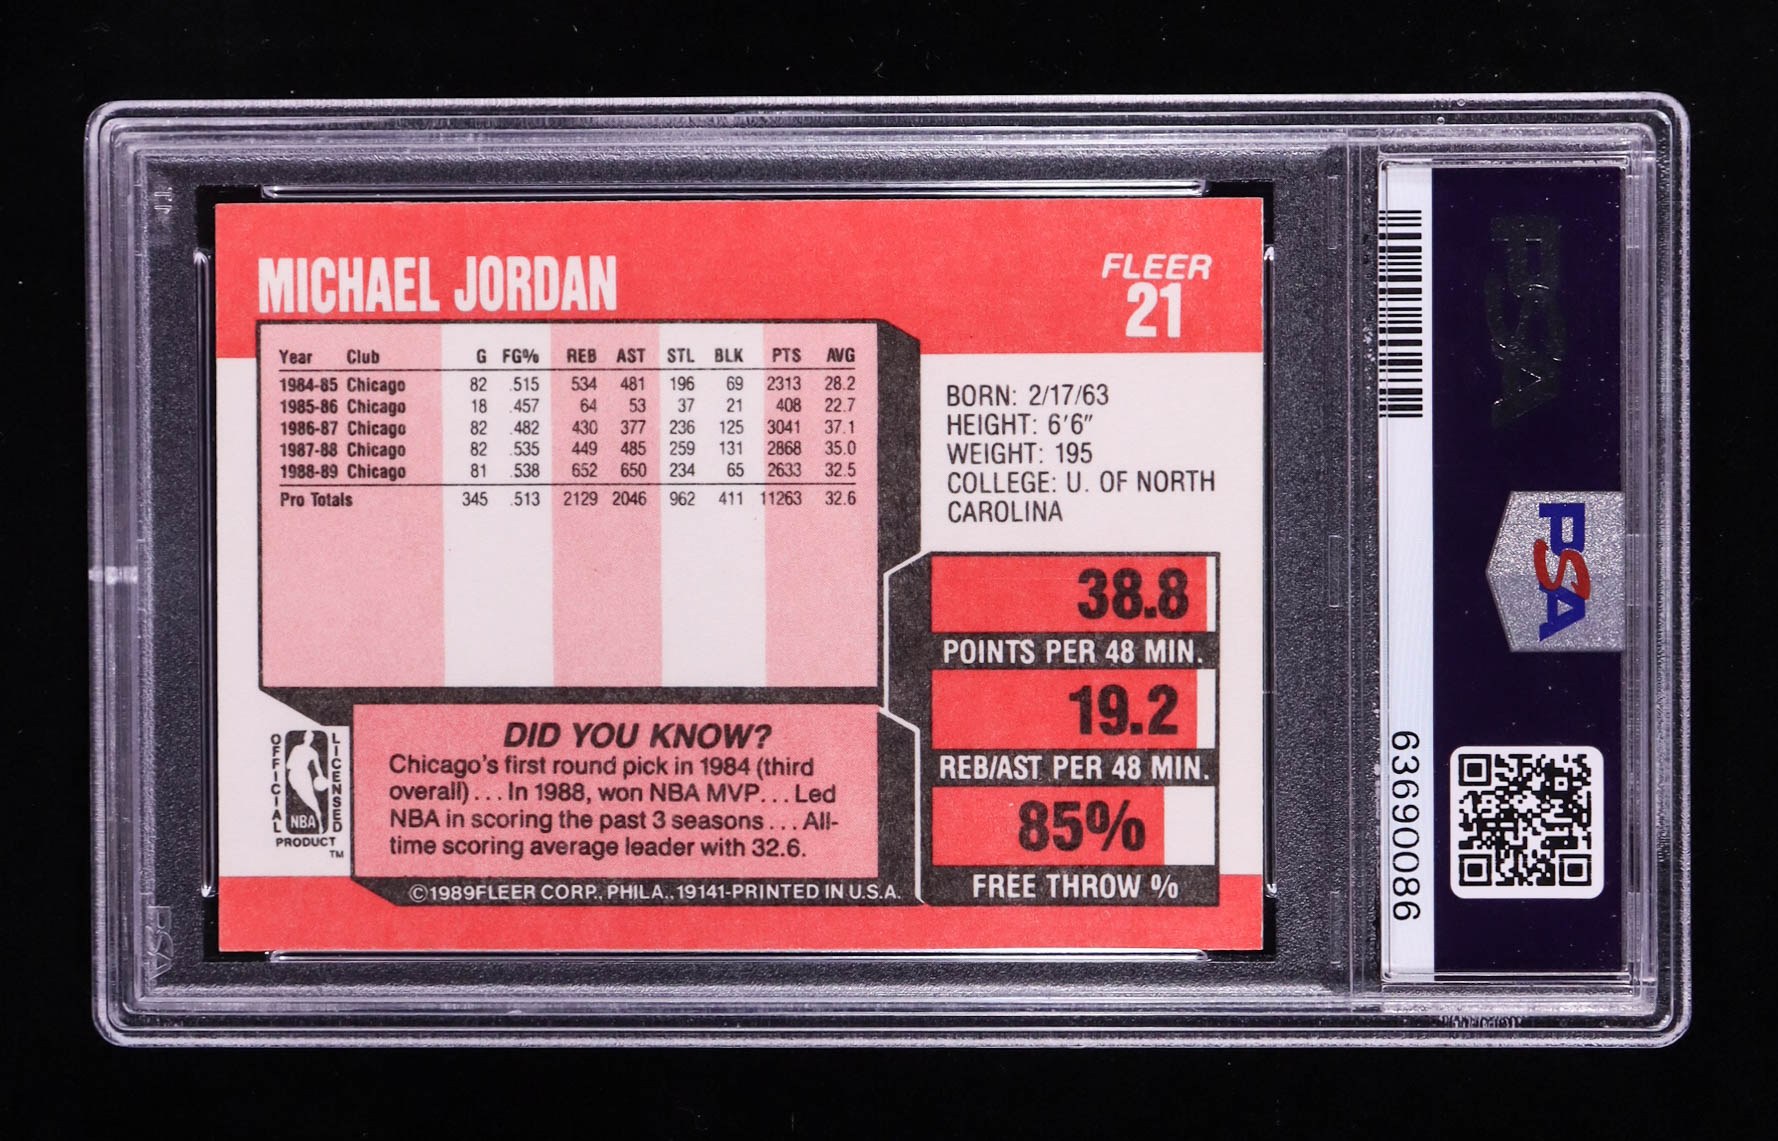 MICHAEL JORDAN
FLEER
21
Year Club G FG% REB AST STL BLK PTS AVG
1984-85 Chicago 82 .515 534 481 196 69 2313 28.2
1985-86 Chicago 18 .457 64 53 37 21 408 22.7
1986-87 Chicago 82 .482 430 377 236 125 3041 37.1
1987-88 Chicago 82 .535 449 485 259 131 2868 35.0
1988-89 Chicago 81 .538 652 650 234 65 2633 32.5
Pro Totals 345 .513 2129 2046 962 411 11263 32.6
BORN: 2/17/63
HEIGHT: 6'6"
WEIGHT: 195
COLLEGE: U. OF NORTH
CAROLINA
38.8
POINTS PER 48 MIN.
19.2
REB/AST PER 48 MIN.
85%
FREE THROW %
DID YOU KNOW?
Chicago's first round pick in 1984 (third
overall)...In 1988, won NBA MVP...Led
NBA in scoring the past 3 seasons...All-
time scoring average leader with 32.6.
OFFICIAL
LICENSED
NBA
PRODUCT
TM
©1989FLEER CORP., PHILA., 19141-PRINTED IN U.S.A.
PSA
PSA
PSA
63690086